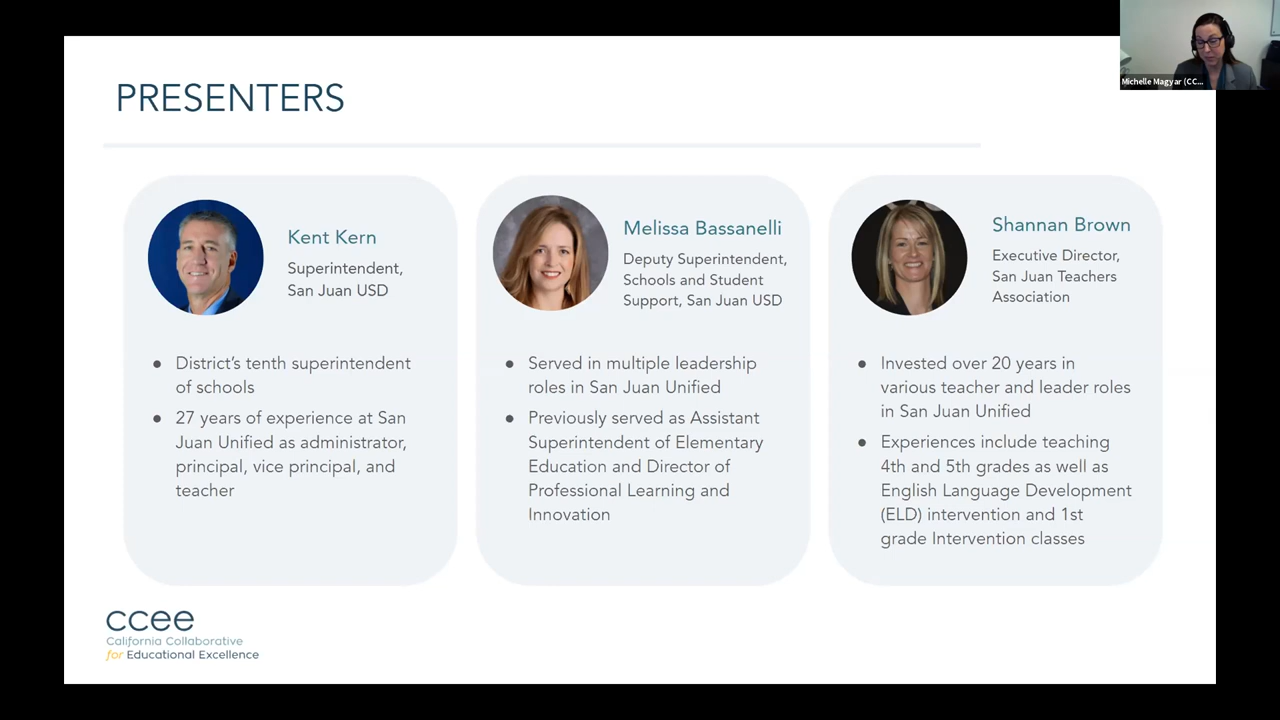 Michelle Magyar (CC...
PRESENTERS
Kent Kern
Superintendent,
San Juan USD
● District's tenth superintendent
of schools
● 27 years of experience at San
Juan Unified as administrator,
principal, vice principal, and
teacher
Melissa Bassanelli
Deputy Superintendent,
Schools and Student
Support, San Juan USD
● Served in multiple leadership
roles in San Juan Unified
● Previously served as Assistant
Superintendent of Elementary
Education and Director of
Professional Learning and
Innovation
Shannan Brown
Executive Director,
San Juan Teachers
Association
● Invested over 20 years in
various teacher and leader roles
in San Juan Unified
● Experiences include teaching
4th and 5th grades as well as
English Language Development
(ELD) intervention and 1st
grade Intervention classes
ccee
California Collaborative
for Educational Excellence